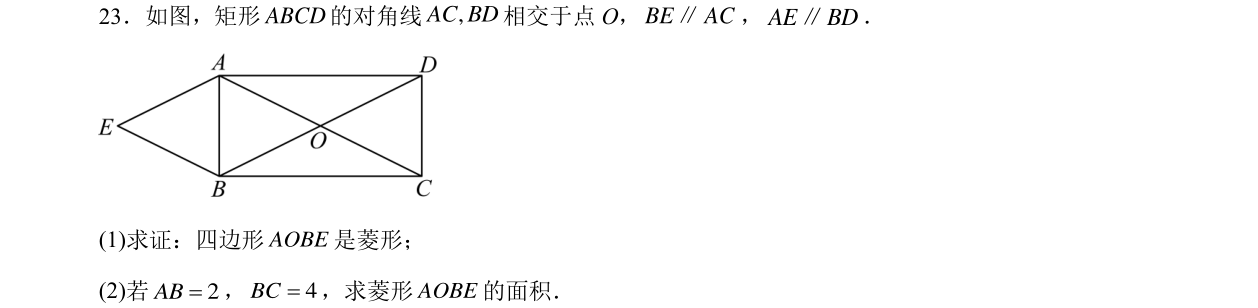 23．如图，矩形ABCD的对角线AC,BD相交于点O，BE∥AC，AE∥BD．
A
D
E
O
B
C
(1)求证：四边形AOBE是菱形；
(2)若AB=2，BC=4，求菱形AOBE的面积．